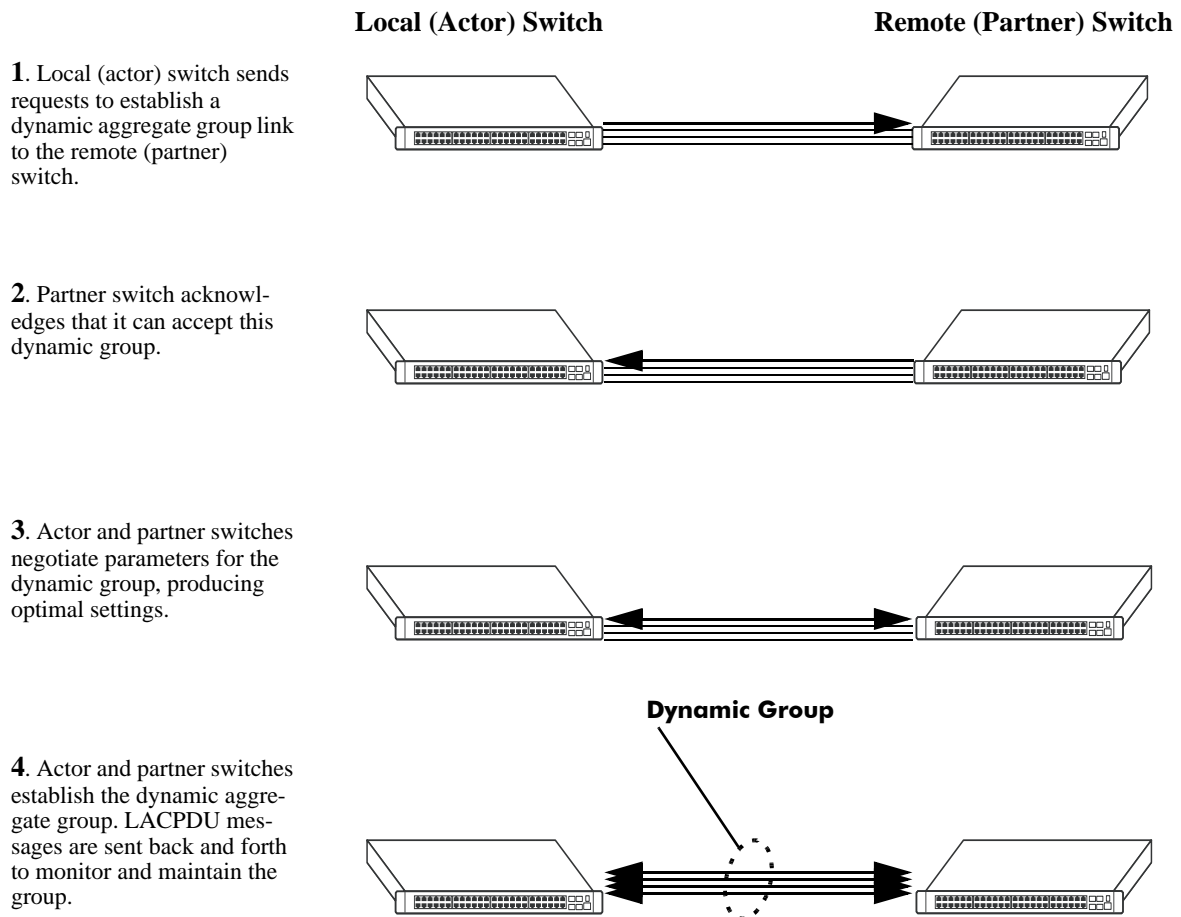 Local (Actor) Switch
Remote (Partner) Switch
1. Local (actor) switch sends
requests to establish a
dynamic aggregate group link
to the remote (partner)
switch.
2. Partner switch acknowl-
edges that it can accept this
dynamic group.
3. Actor and partner switches
negotiate parameters for the
dynamic group, producing
optimal settings.
Dynamic Group
4. Actor and partner switches
establish the dynamic aggre-
gate group. LACPDU mes-
sages are sent back and forth
to monitor and maintain the
group.